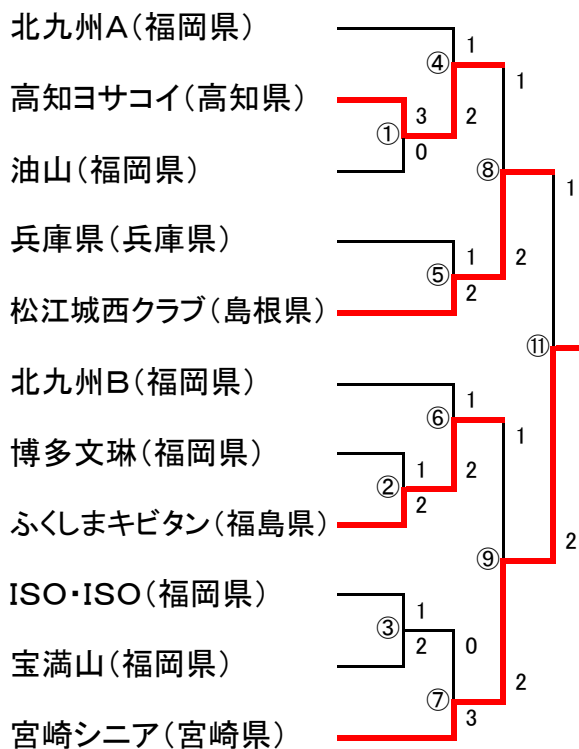 北九州A(福岡県)
高知ヨサコイ(高知県)
油山(福岡県)
兵庫県(兵庫県)
松江城西クラブ(島根県)
北九州B(福岡県)
博多文琳(福岡県)
ふくしまキビタン(福島県)
ISO・ISO(福岡県)
宝満山(福岡県)
宮崎シニア(宮崎県)
① 3 0
② 1 2
③ 1 2
④ 1 2
⑤ 1 2
⑥ 1 2
⑦ 0 3
⑧ 1 2
⑨ 1 2
⑪ 1 2